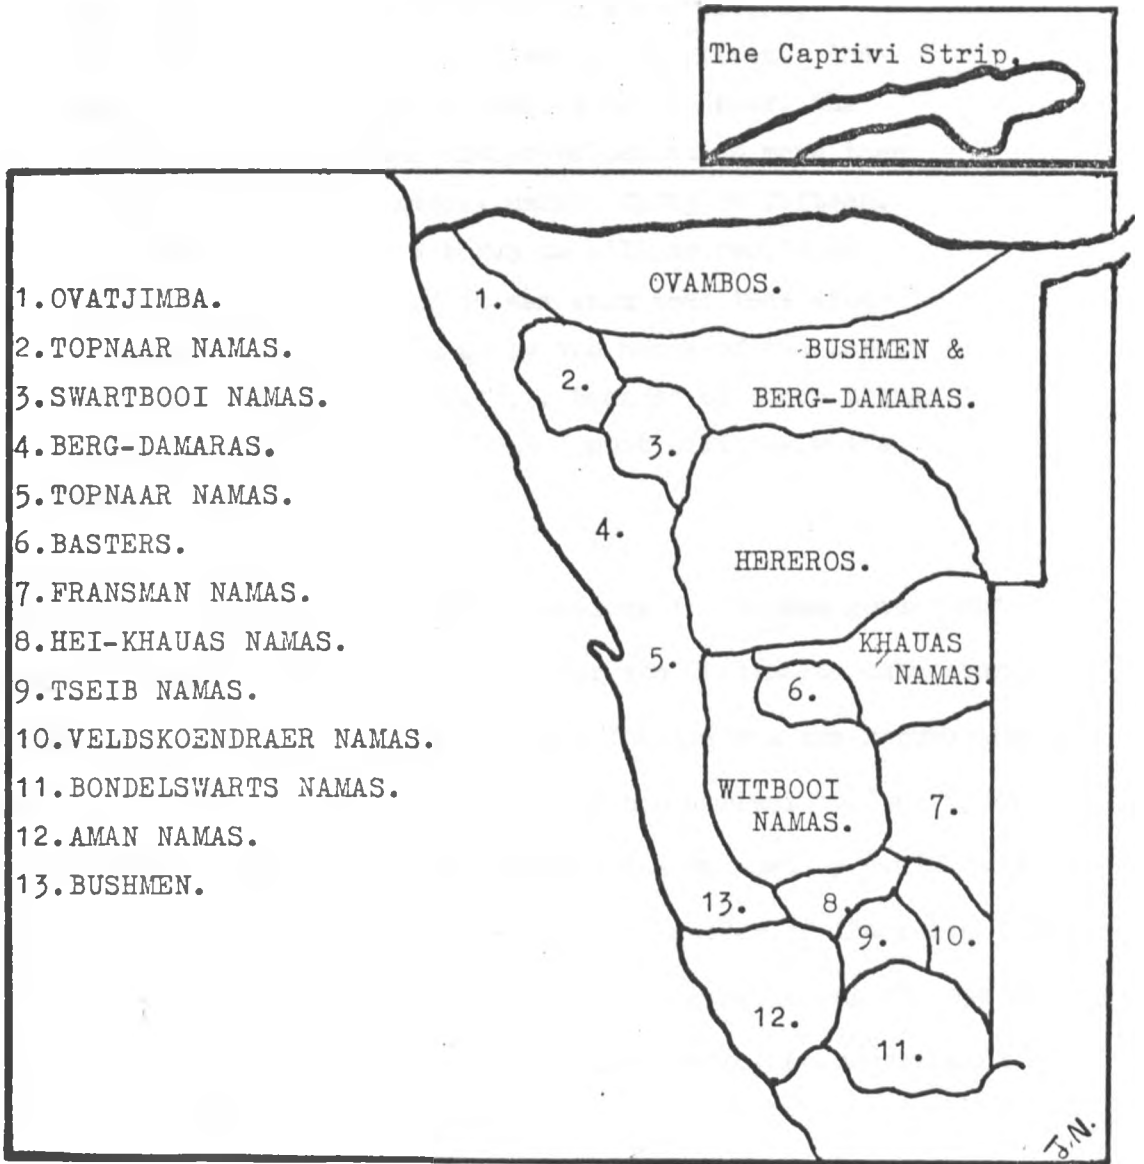 The Caprivi Strip.
1.OVATJIMBA.
2.TOPNAAR NAMAS.
3.SWARTBOOI NAMAS.
4.BERG-DAMARAS.
5.TOPNAAR NAMAS.
6.BASTERS.
7.FRANSMAN NAMAS.
8.HEI-KHAUAS NAMAS.
9.TSEIB NAMAS.
10.VELDSKOENDRAER NAMAS.
11.BONDELSWARTS NAMAS.
12.AMAN NAMAS.
13.BUSHMEN.
OVAMBOS.
1.
BUSHMEN &
BERG-DAMARAS.
2.
3.
4.
HEREROS.
5.
KHAUAS
NAMAS.
6.
WITBOOI
NAMAS.
7.
13.
8.
9.
10.
12.
11.
J.N.